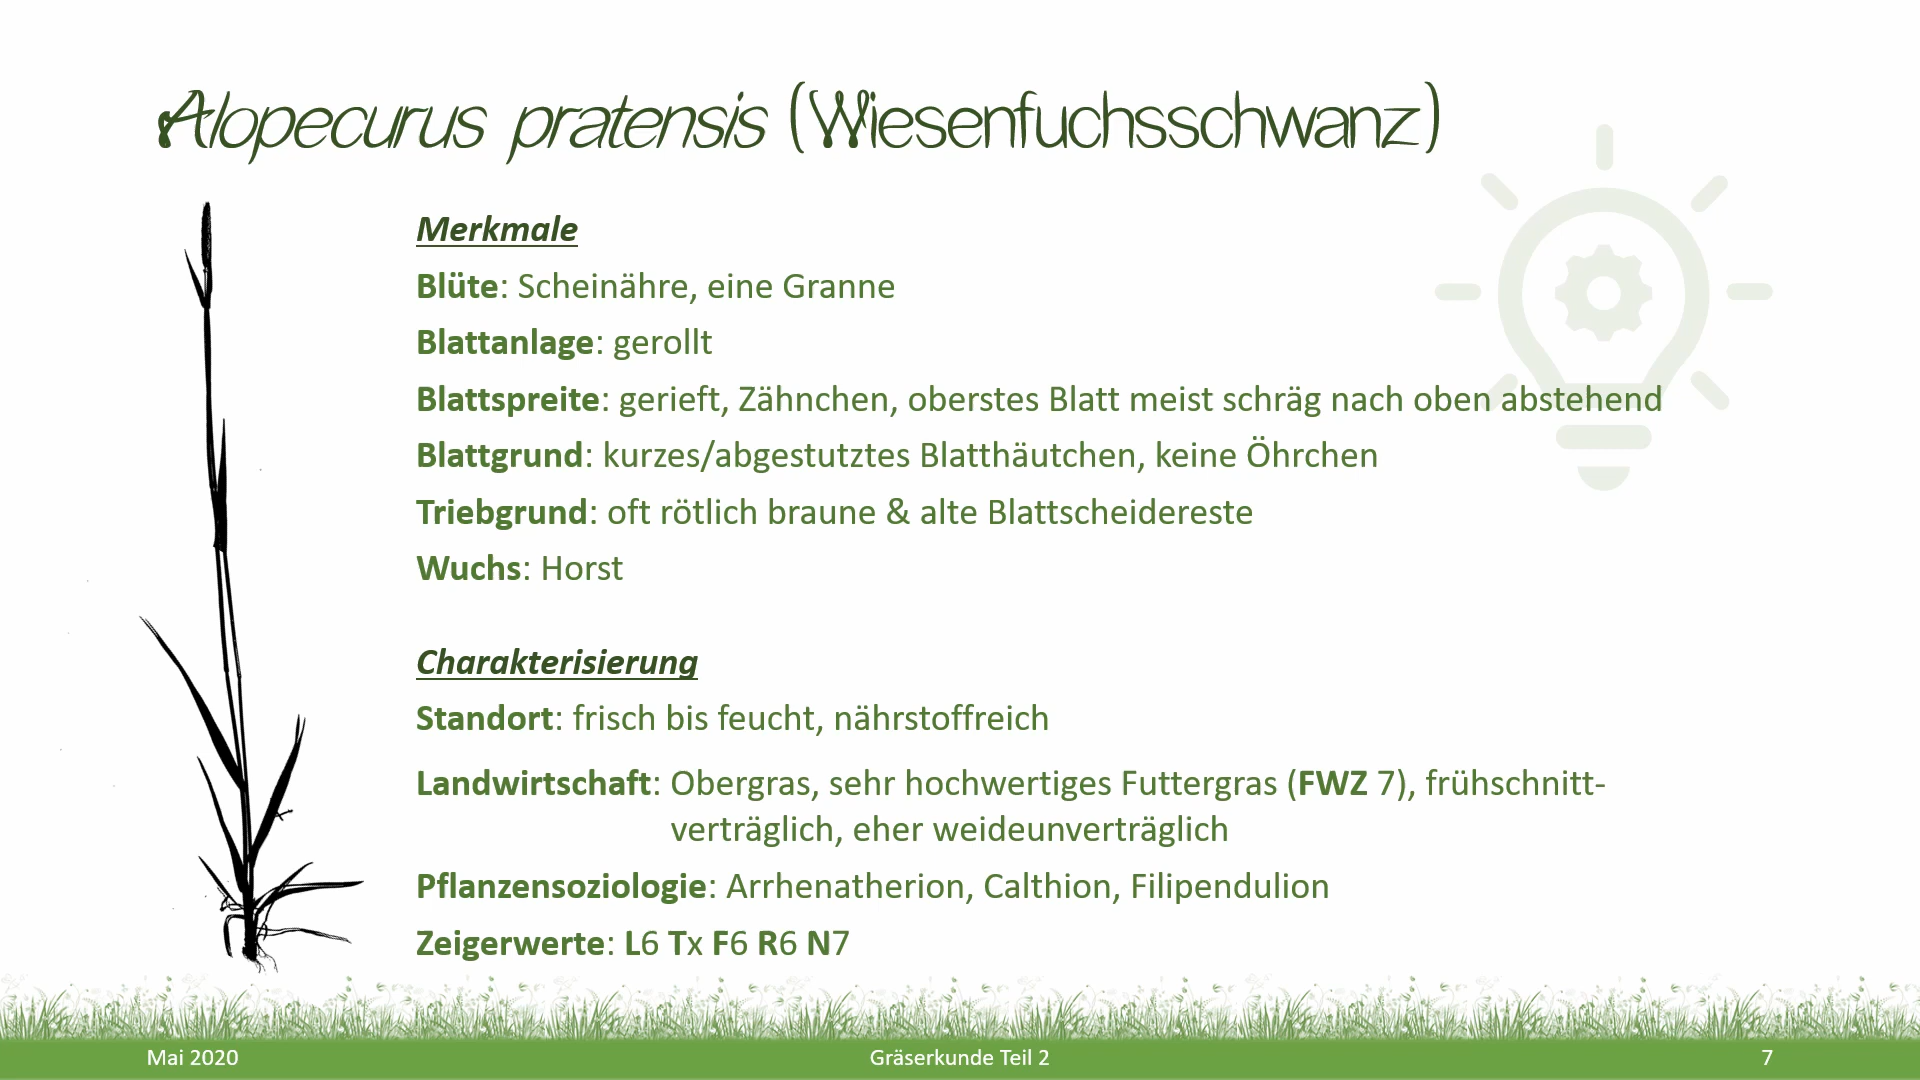 Alopecurus pratensis (Wiesenfuchsschwanz)
Merkmale
Blüte: Scheinähre, eine Granne
Blattanlage: gerollt
Blattspreite: gerieft, Zähnchen, oberstes Blatt meist schräg nach oben abstehend
Blattgrund: kurzes/abgestutztes Blatthäutchen, keine Öhrchen
Triebgrund: oft rötlich braune & alte Blattscheidereste
Wuchs: Horst
Charakterisierung
Standort: frisch bis feucht, nährstoffreich
Landwirtschaft: Obergras, sehr hochwertiges Futtergras (FWZ 7), frühschnitt-
verträglich, eher weideunverträglich
Pflanzensoziologie: Arrhenatherion, Calthion, Filipendulion
Zeigerwerte: L6 Tx F6 R6 N7
Mai 2020
Gräserkunde Teil 2
7